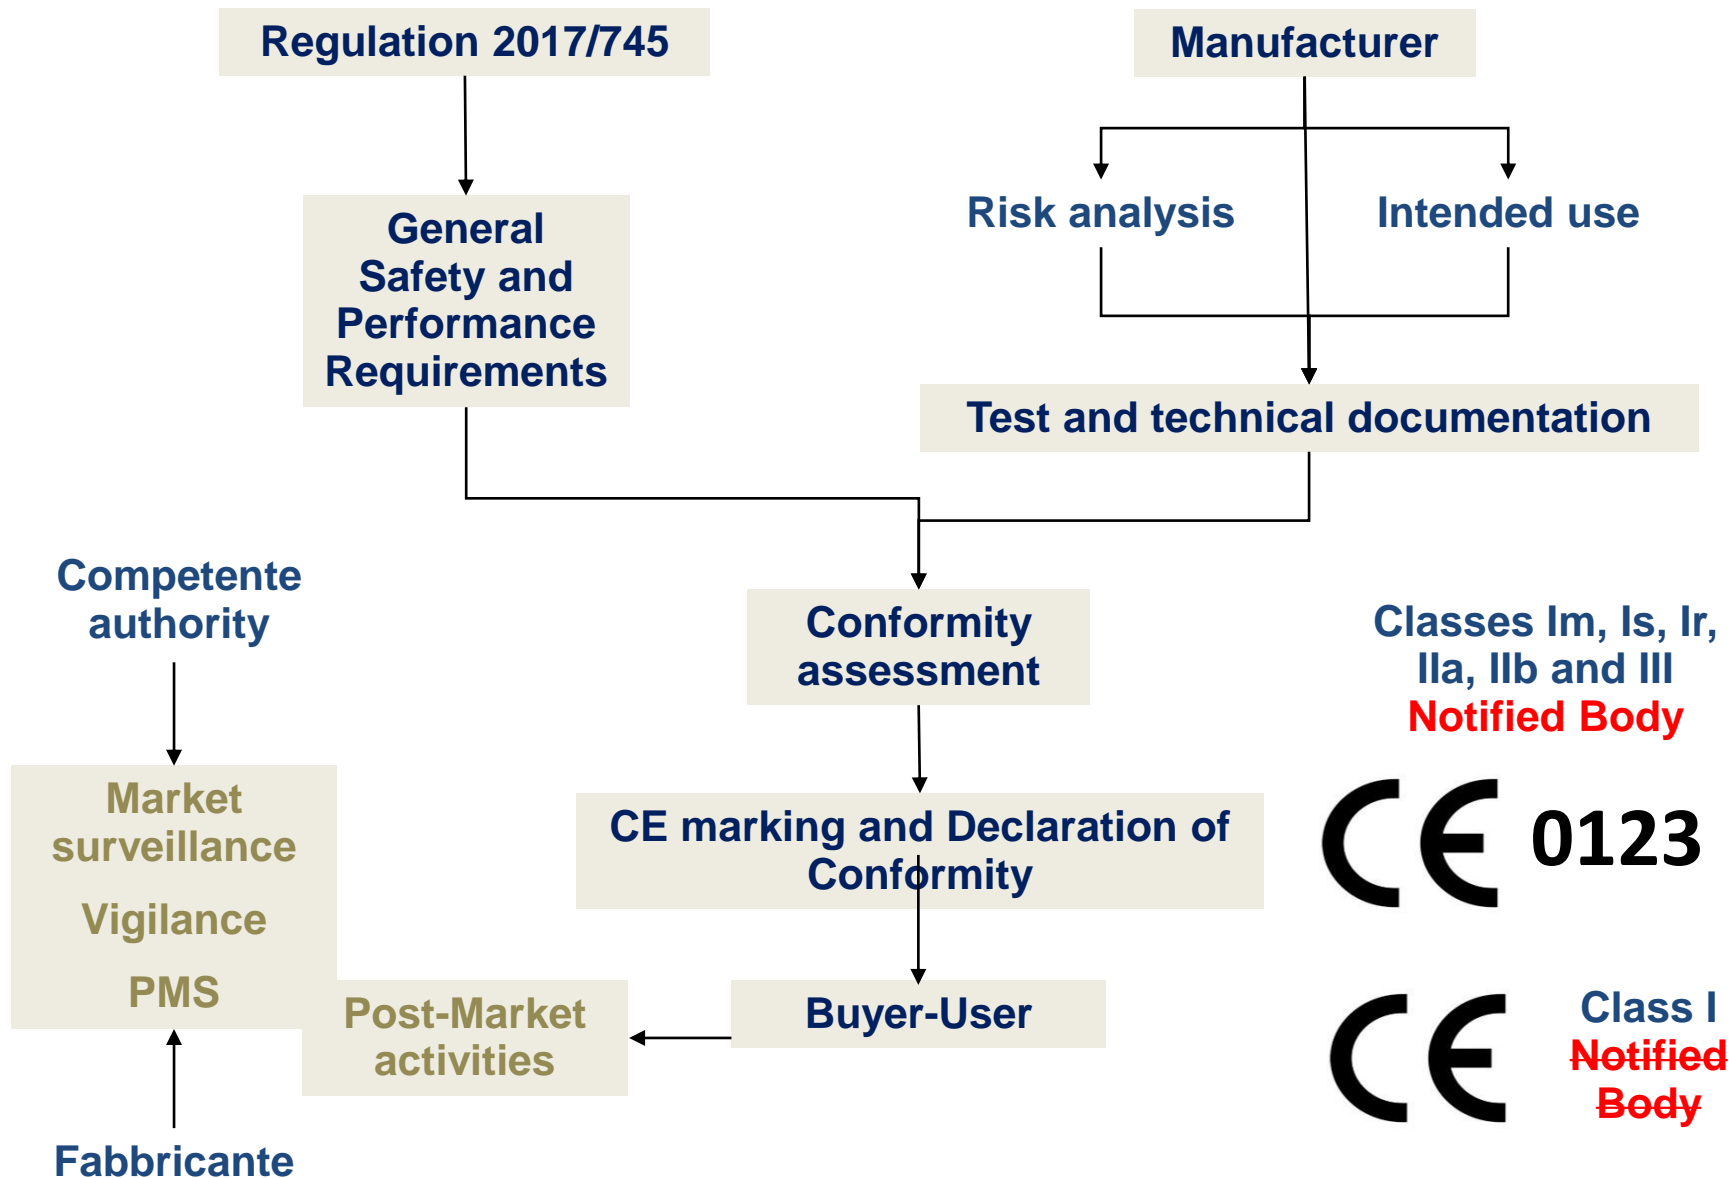 Regulation 2017/745
Manufacturer
Risk analysis
Intended use
General
Safety and
Performance
Requirements
Test and technical documentation
Competente
authority
Conformity
assessment
Classes Im, Is, Ir,
IIa, IIb and III
Notified Body
Market
surveillance
Vigilance
PMS
CE marking and Declaration of
Conformity
CE 0123
Post-Market
activities
Buyer-User
CE
Class I
Notified
Body
Fabbricante